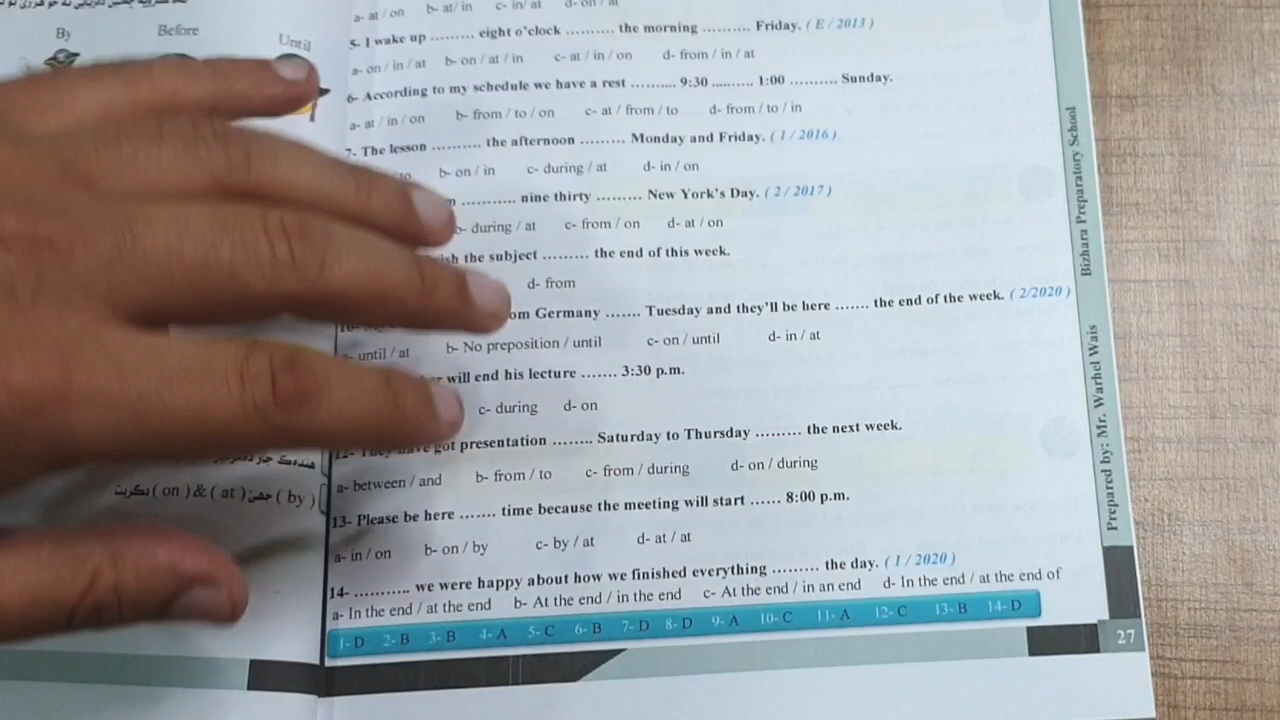 By
Before
Until
a- at / on b- at/ in c- in/ at d- on / at
5- I wake up ......... eight o'clock .......... the morning .......... Friday. ( E / 2013 )
a- on / in / at b- on / at / in c- at / in / on d- from / in / at
6- According to my schedule we have a rest .......... 9:30 .......... 1:00 .......... Sunday.
a- at / in / on b- from / to / on c- at / from / to d- from / to / in
7- The lesson .......... the afternoon ......... Monday and Friday. ( 1 / 2016 )
b- on / in c- during / at d- in / on
........... nine thirty ......... New York's Day. ( 2 / 2017 )
during / at c- from / on d- at / on
the subject ......... the end of this week.
d- from
Germany ....... Tuesday and they'll be here ....... the end of the week. ( 2/2020 )
until / at b- No preposition / until c- on / until d- in / at
will end his lecture ....... 3:30 p.m.
c- during d- on
got presentation ........ Saturday to Thursday ......... the next week.
a- between / and b- from / to c- from / during d- on / during
13- Please be here ....... time because the meeting will start ...... 8:00 p.m.
a- in / on b- on / by c- by / at d- at / at
14- ........... we were happy about how we finished everything ......... the day. ( 1 / 2020 )
a- In the end / at the end b- At the end / in the end c- At the end / in an end d- In the end / at the end of
1- D 2- B 3- B 4- A 5- C 6- B 7- D 8- D 9- A 10- C 11- A 12- C 13- B 14- D
( by ) ( at ) & ( on )
Bizhara Preparatory School
Prepared by: Mr. Warhel Wais
27